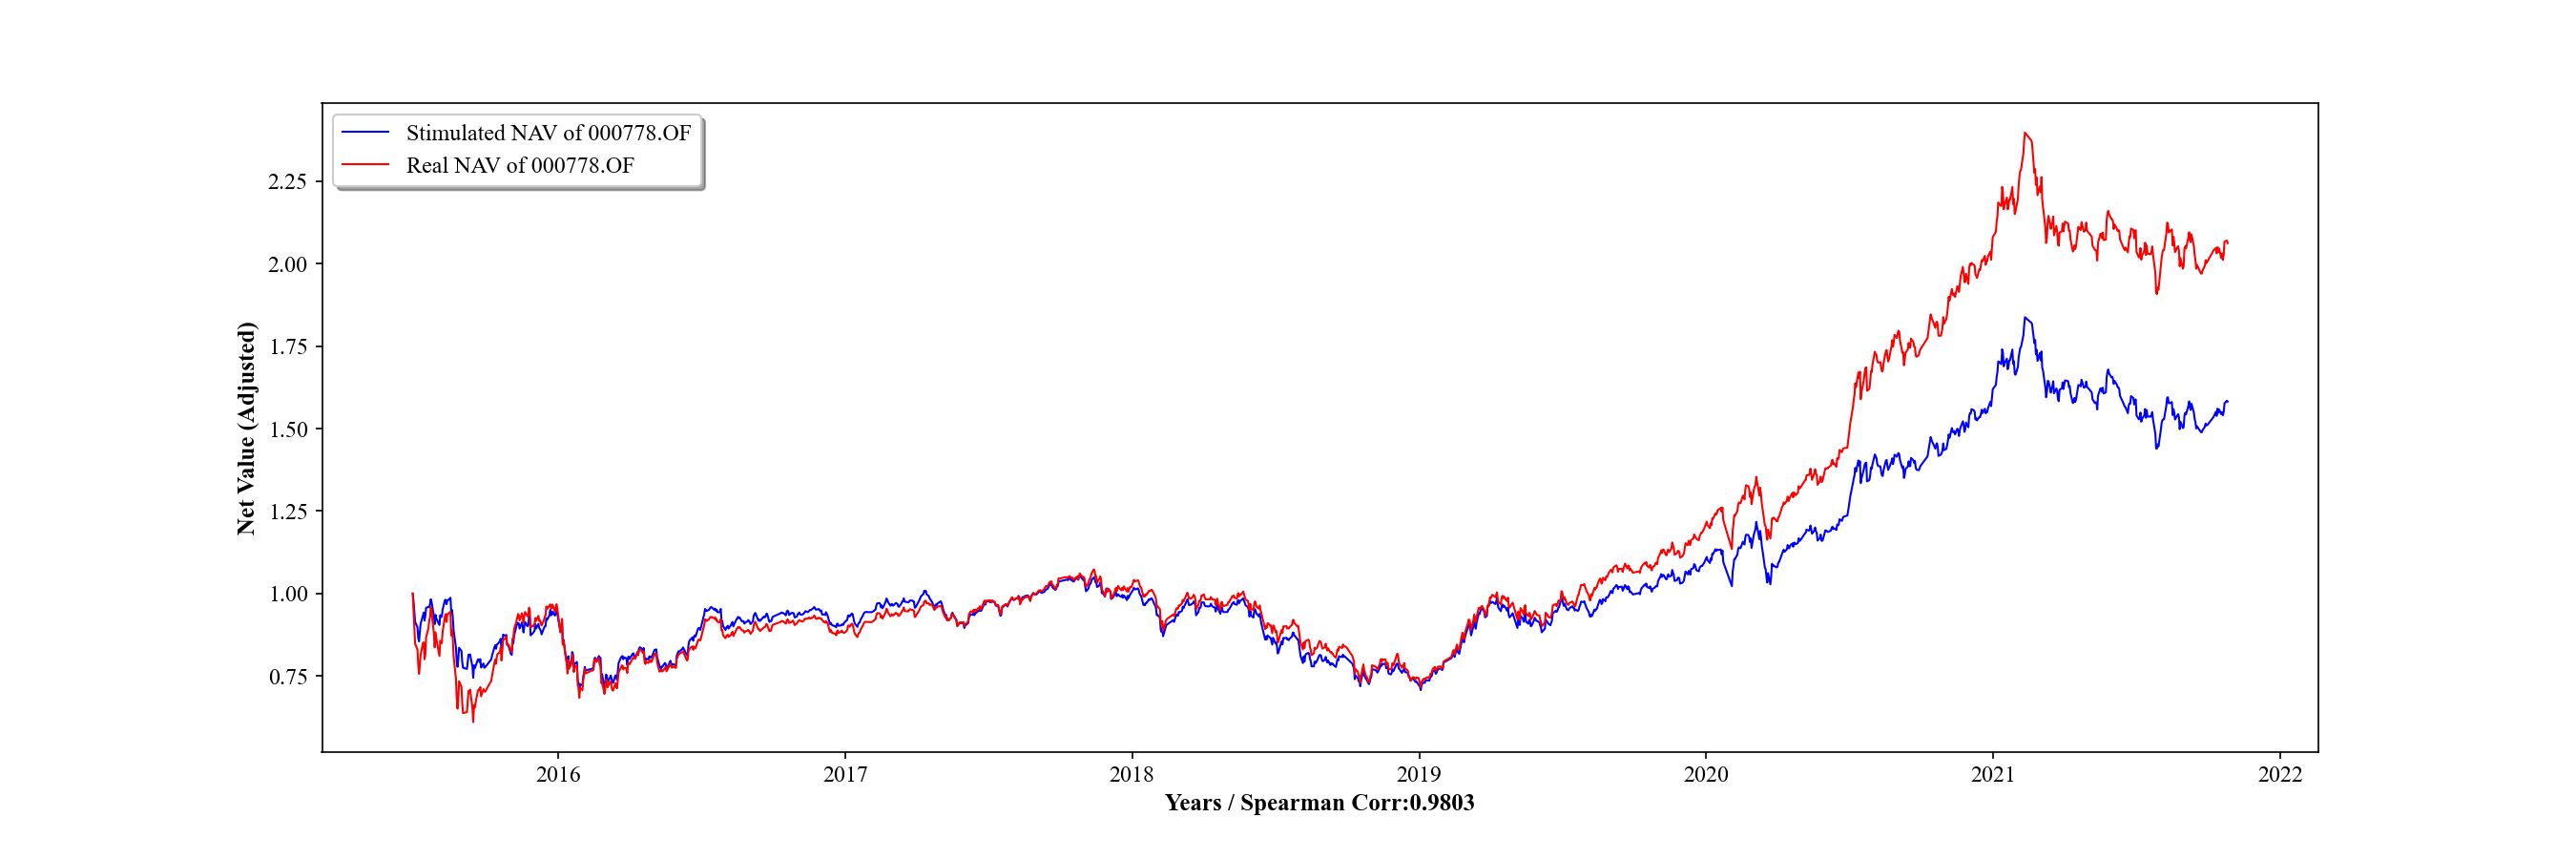 Stimulated NAV of 000778.OF
Real NAV of 000778.OF
Net Value (Adjusted)
2.25
2.00
1.75
1.50
1.25
1.00
0.75
2016 2017 2018 2019 2020 2021 2022
Years / Spearman Corr:0.9803